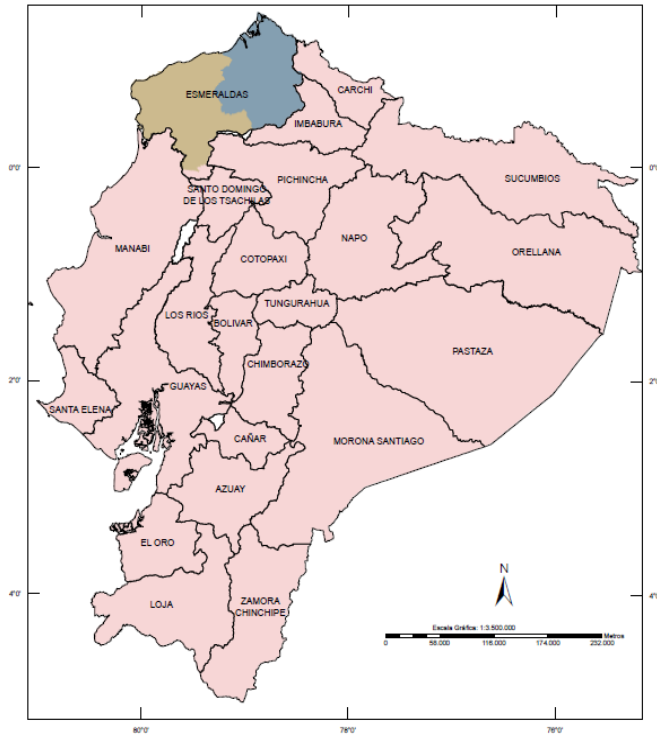 CARCHI
ESMERALDAS
IMBABURA
0°0'
0°0'
PICHINCHA
SUCUMBIOS
SANTO DOMINGO
DE LOS TSACHILAS
NAPO
MANABI
ORELLANA
COTOPAXI
TUNGURAHUA
LOS RIOS
BOLIVAR
PASTAZA
CHIMBORAZO
2°0'
2°0'
GUAYAS
SANTA ELENA
CAÑAR
MORONA SANTIAGO
AZUAY
EL ORO
N
4°0'
4°0'
LOJA
ZAMORA
CHINCHIPE
Escala Gráfica: 1:3.500.000
Metros
0 58.000 116.000 174.000 232.000
80°0'
78°0'
76°0'